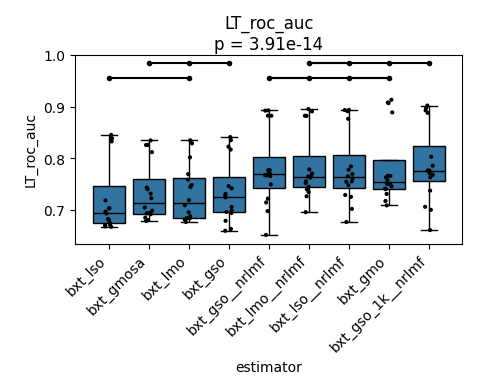 LT_roc_auc
p = 3.91e-14
LT_roc_auc
1.0
0.9
0.8
0.7
bxt_lso
bxt_gmosa
bxt_lmo
bxt_gso
bxt_gso__nrlmf
bxt_lmo__nrlmf
bxt_lso__nrlmf
bxt_gmo
bxt_gso_1k__nrlmf
estimator